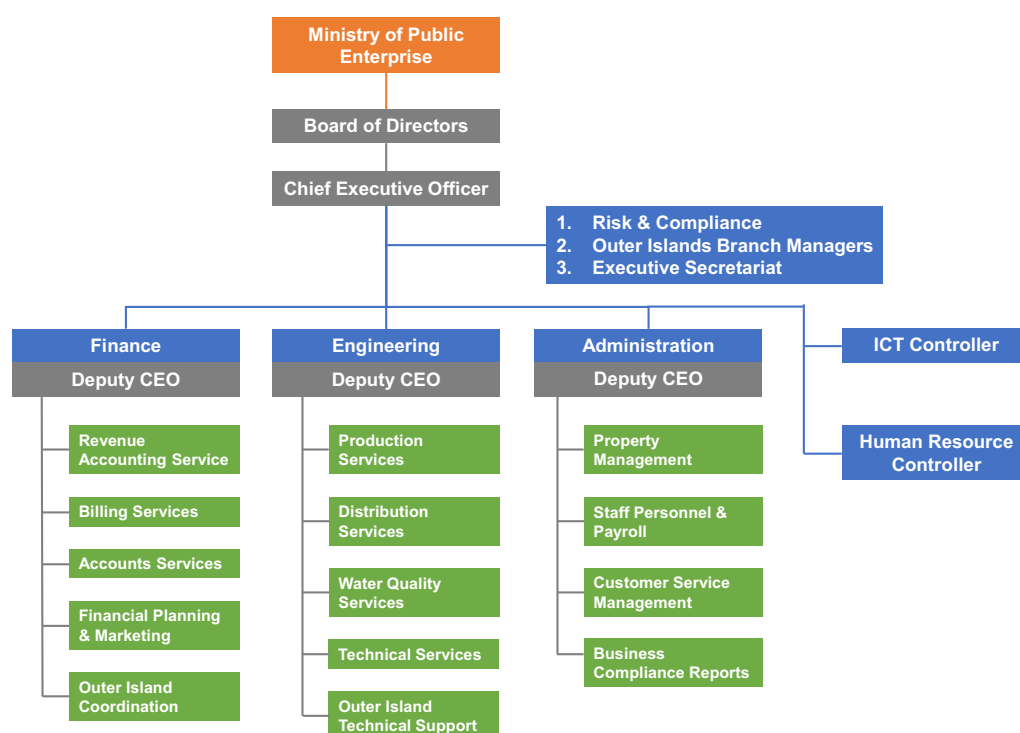 Ministry of Public
Enterprise
Board of Directors
Chief Executive Officer
1. Risk & Compliance
2. Outer Islands Branch Managers
3. Executive Secretariat
Finance
Deputy CEO
Revenue
Accounting Service
Billing Services
Accounts Services
Financial Planning
& Marketing
Outer Island
Coordination
Engineering
Deputy CEO
Production
Services
Distribution
Services
Water Quality
Services
Technical Services
Outer Island
Technical Support
Administration
Deputy CEO
Property
Management
Staff Personnel &
Payroll
Customer Service
Management
Business
Compliance Reports
ICT Controller
Human Resource
Controller